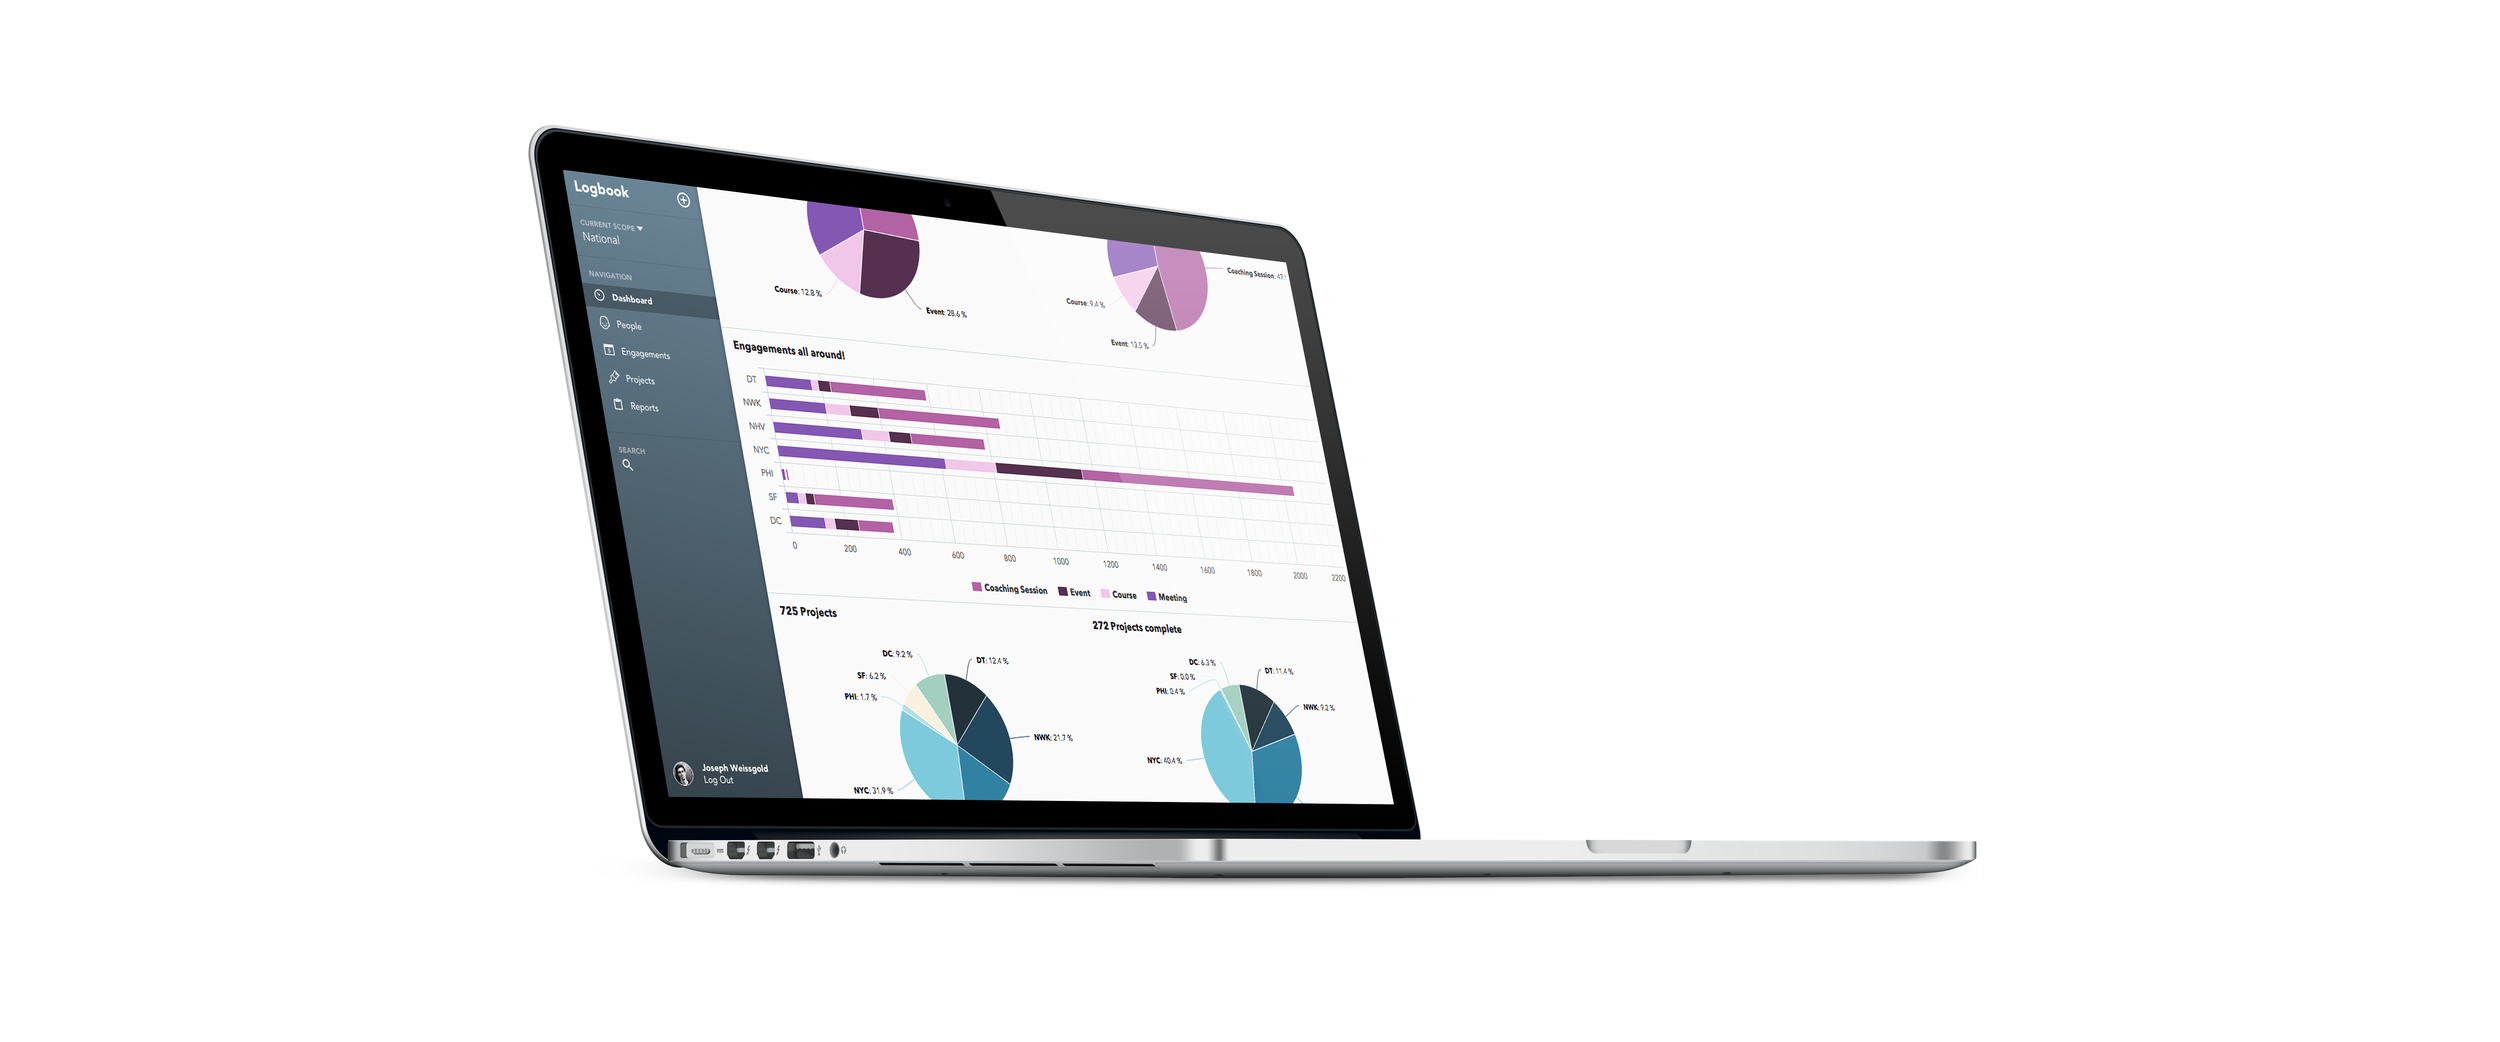 Logbook
CURRENT SCOPE
National
NAVIGATION
Dashboard
People
Engagements
Projects
Reports
SEARCH
Joseph Weissgold
Log Out
Course: 12.8 %
Event: 28.6 %
Coaching Session: 47.
Course: 9.4 %
Event: 13.5 %
Engagements all around!
DT
NWK
NHV
NYC
PHI
SF
DC
0 200 400 600 800 1000 1200 1400 1600 1800 2000 2200
Coaching Session Event Course Meeting
725 Projects
DC: 9.2 %
DT: 12.4 %
SF: 6.2 %
PHI: 1.7 %
NWK: 21.7 %
NYC: 31.9 %
272 Projects complete
DC: 6.3 %
DT: 11.4 %
SF: 0.0 %
PHI: 0.4 %
NWK: 9.2 %
NYC: 40.4 %